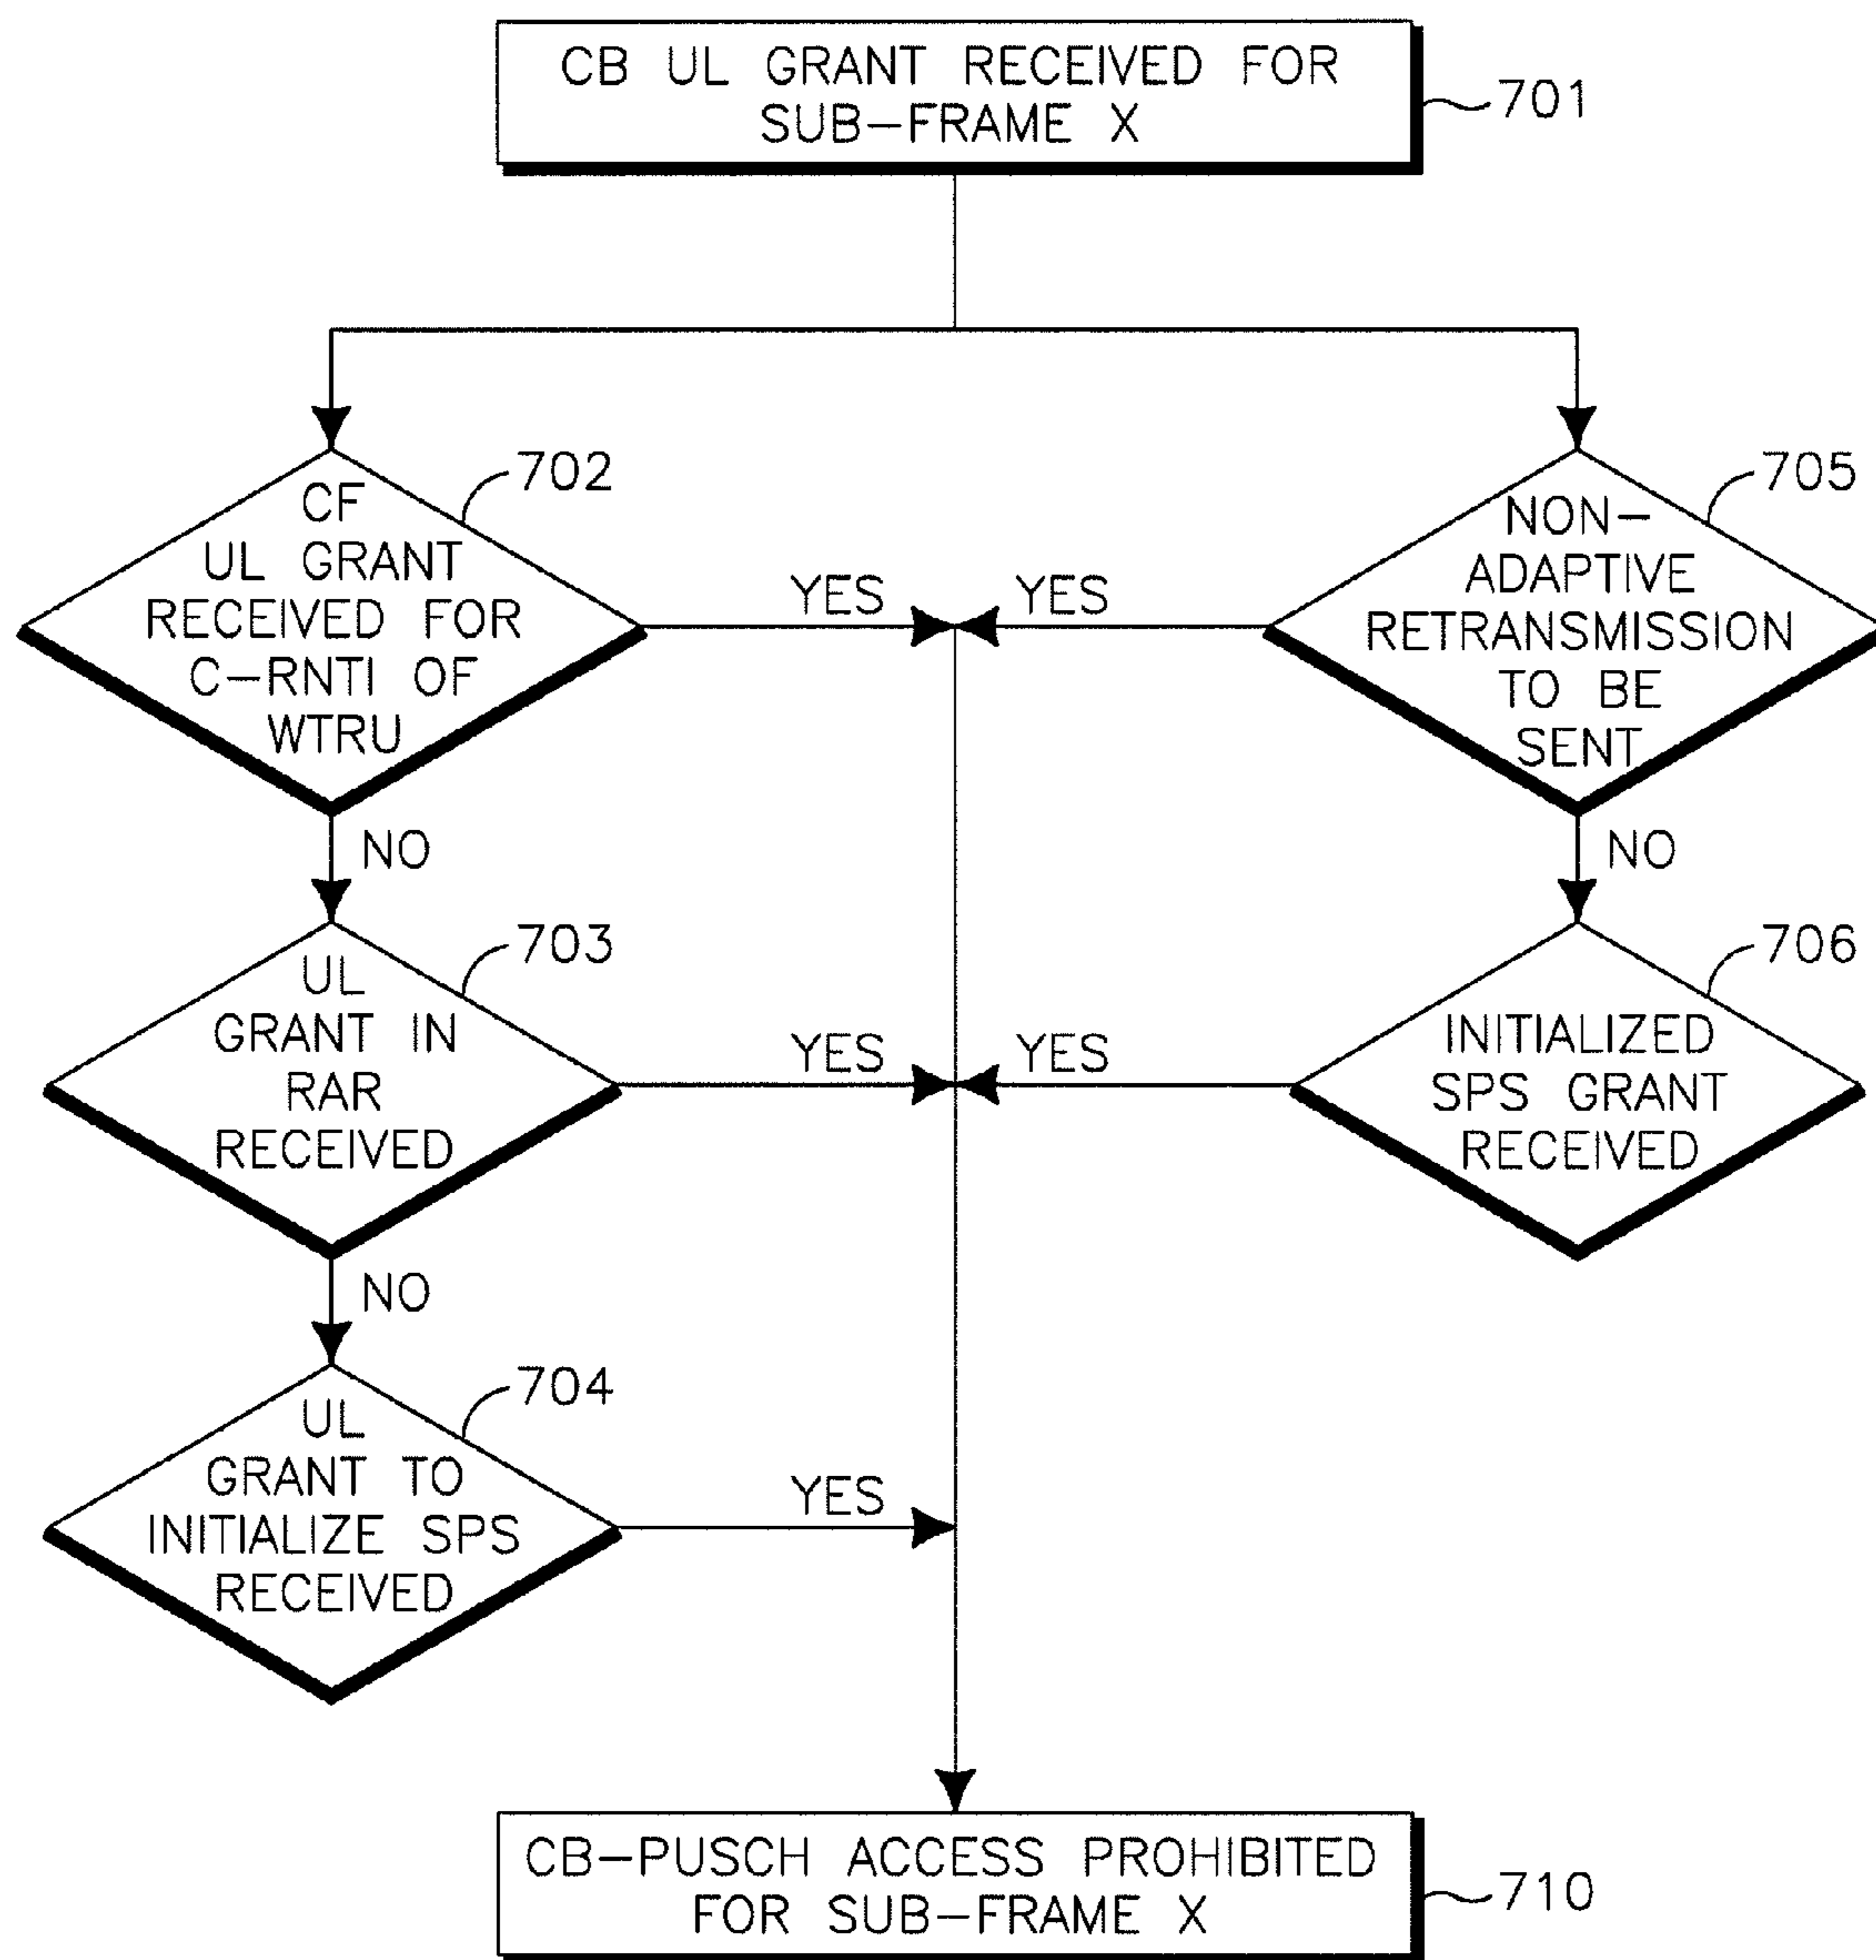 CB UL GRANT RECEIVED FOR
SUB-FRAME X
701
CF
UL GRANT
RECEIVED FOR
C-RNTI OF
WTRU
702
YES
NO
YES
NON-
ADAPTIVE
RETRANSMISSION
TO BE
SENT
705
NO
UL
GRANT IN
RAR
RECEIVED
703
YES
NO
YES
INITIALIZED
SPS GRANT
RECEIVED
706
UL
GRANT TO
INITIALIZE SPS
RECEIVED
704
YES
CB-PUSCH ACCESS PROHIBITED
FOR SUB-FRAME X
710